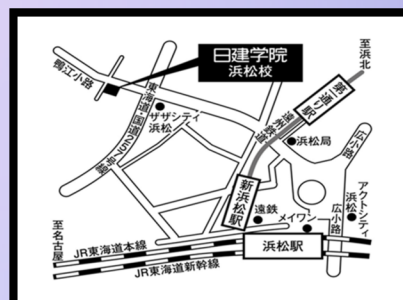 日建学院
浜松校
至浜北
鴨江小路
第一通り駅
東海道・国道257号線
ザザシティ
浜松
遠州鉄道
浜松局
広小路
新浜松駅
遠鉄
メイワン
アクトシティ
浜松
広小路
至名古屋
JR東海道本線
浜松駅
JR東海道新幹線